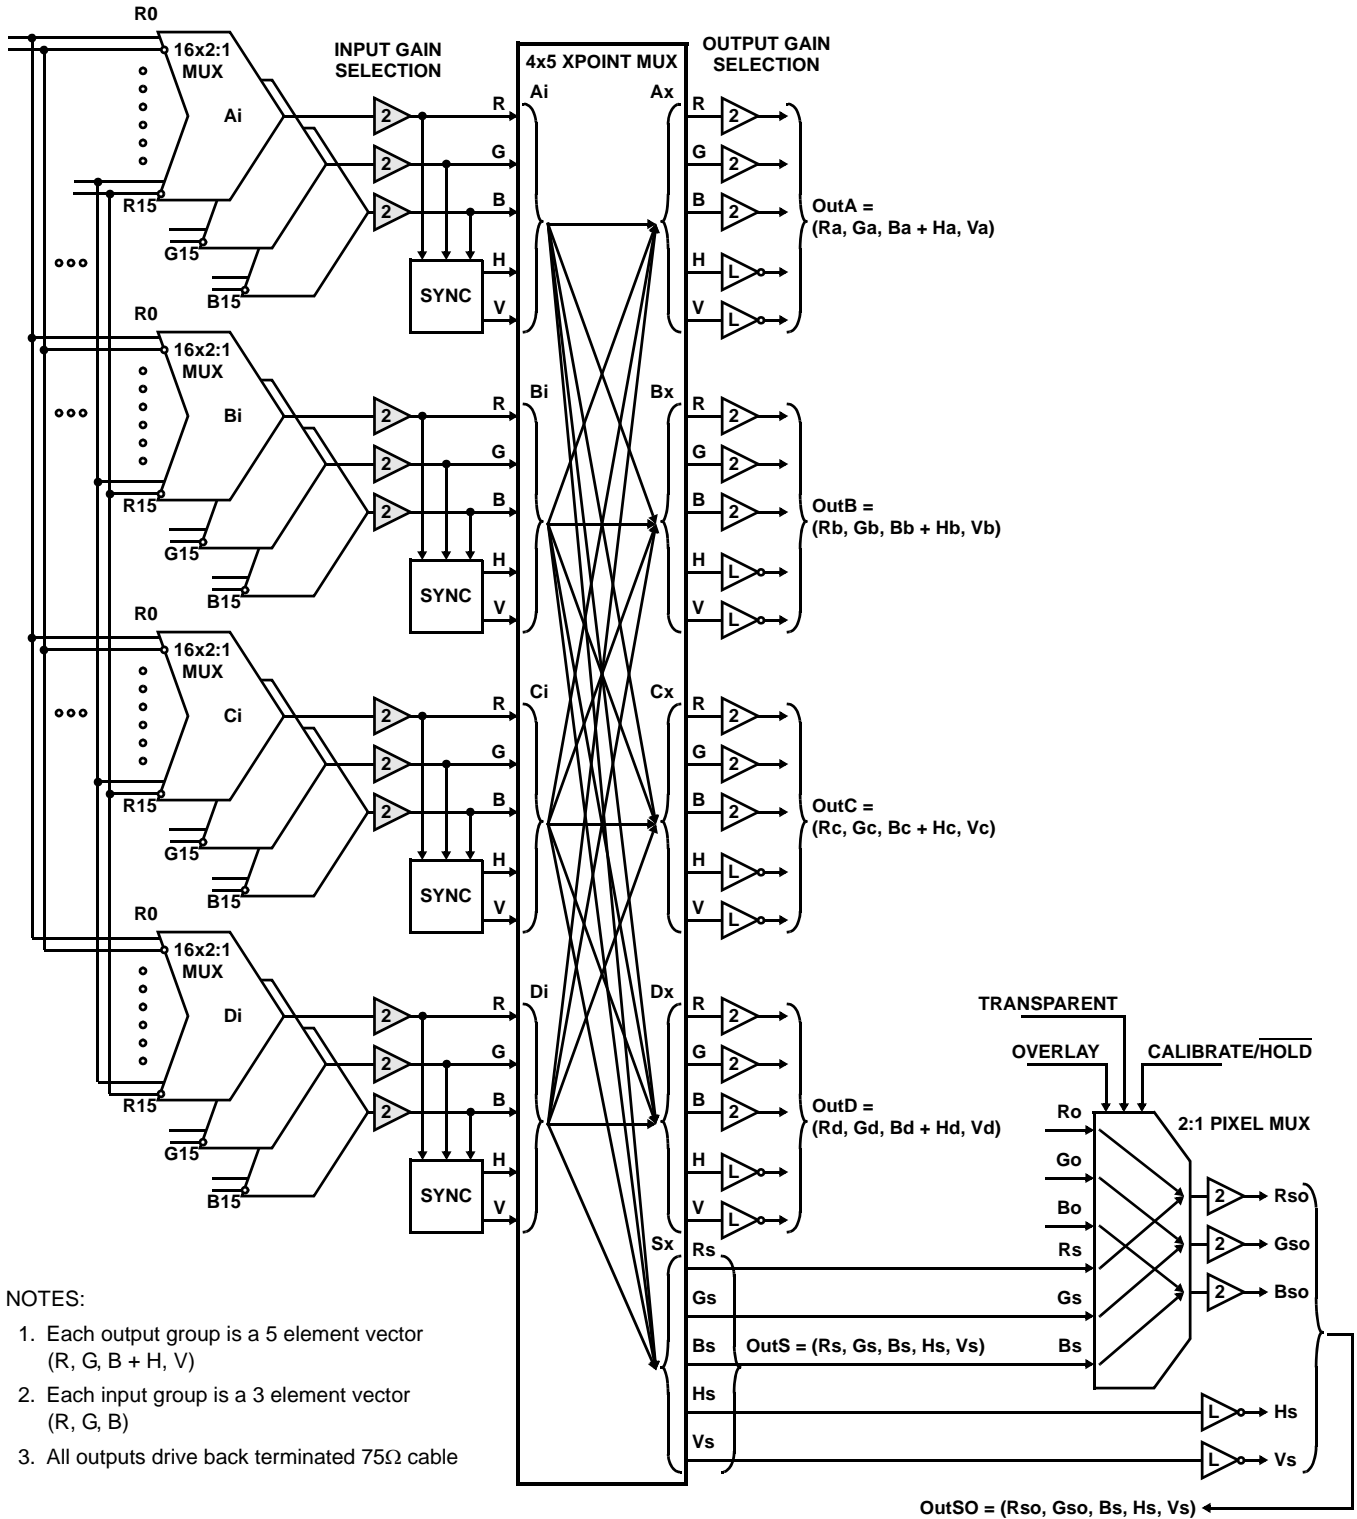 R0
16x2:1
MUX
Ai
R15
G15
B15
INPUT GAIN
SELECTION
2
2
2
SYNC
R
G
B
H
V
4x5 XPOINT MUX
Ai
Ax
OUTPUT GAIN
SELECTION
R
G
B
H
V
2
2
2
L
L
OutA =
(Ra, Ga, Ba + Ha, Va)
R0
16x2:1
MUX
Bi
R15
G15
B15
2
2
2
SYNC
R
G
B
H
V
Bi
Bx
R
G
B
H
V
2
2
2
L
L
OutB =
(Rb, Gb, Bb + Hb, Vb)
R0
16x2:1
MUX
Ci
R15
G15
B15
2
2
2
SYNC
R
G
B
H
V
Ci
Cx
R
G
B
H
V
2
2
2
L
L
OutC =
(Rc, Gc, Bc + Hc, Vc)
R0
16x2:1
MUX
Di
R15
G15
B15
2
2
2
SYNC
R
G
B
H
V
Di
Dx
R
G
B
H
V
2
2
2
L
L
OutD =
(Rd, Gd, Bd + Hd, Vd)
Sx
Rs
Gs
Bs
Hs
Vs
OutS = (Rs, Gs, Bs, Hs, Vs)
TRANSPARENT
OVERLAY
CALIBRATE/HOLD
2:1 PIXEL MUX
Ro
Go
Bo
Rs
Gs
Bs
2
2
2
L
L
Rso
Gso
Bso
Hs
Vs
OutSO = (Rso, Gso, Bs, Hs, Vs)
NOTES:
1. Each output group is a 5 element vector
(R, G, B + H, V)
2. Each input group is a 3 element vector
(R, G, B)
3. All outputs drive back terminated 75Ω cable